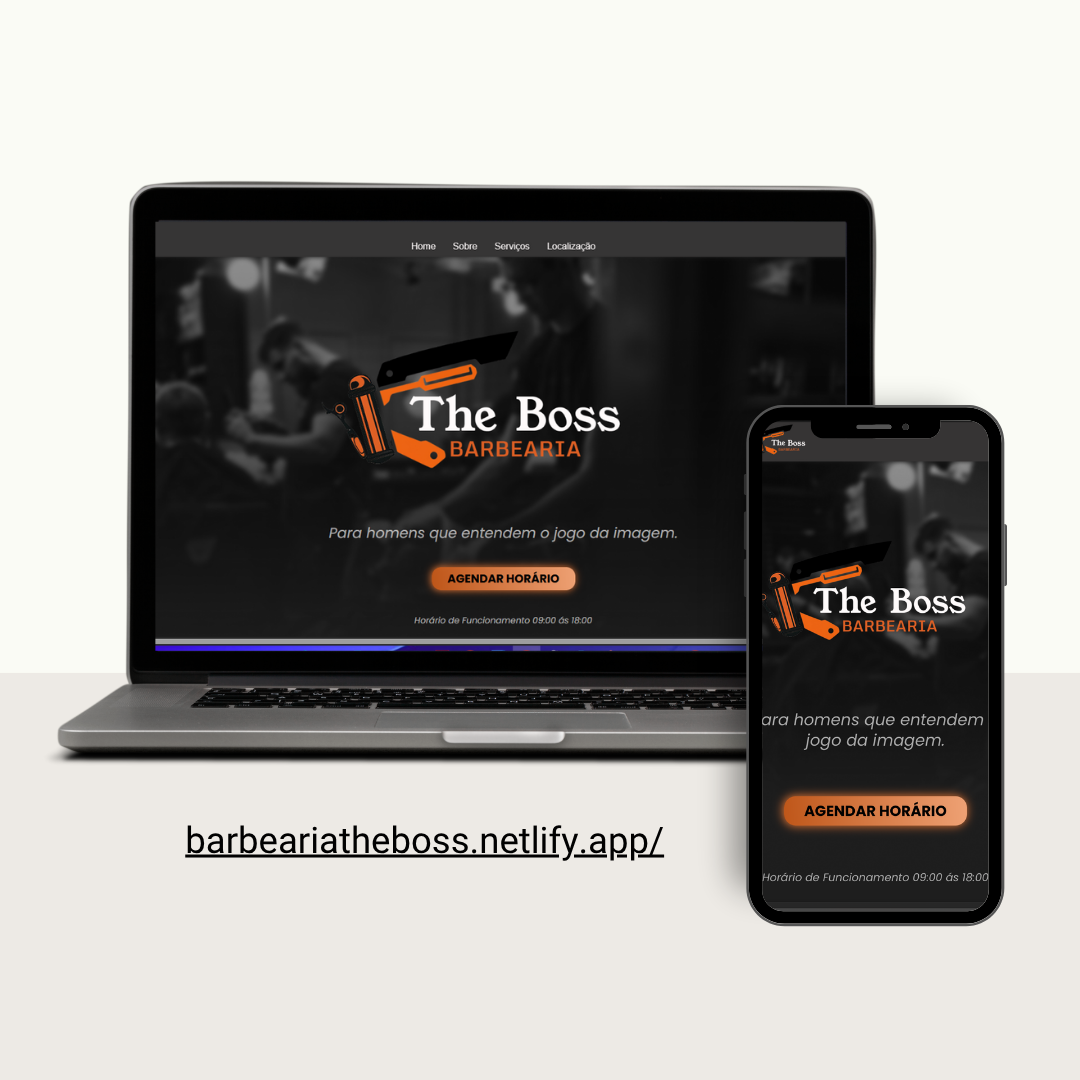 Home Sobre Serviços Localização
The Boss
BARBEARIA
Para homens que entendem o jogo da imagem.
AGENDAR HORÁRIO
Horário de Funcionamento 09:00 ás 18:00
The Boss
BARBEARIA
The Boss
BARBEARIA
ara homens que entendem
jogo da imagem.
AGENDAR HORÁRIO
Horário de Funcionamento 09:00 ás 18:00
barbeariatheboss.netlify.app/